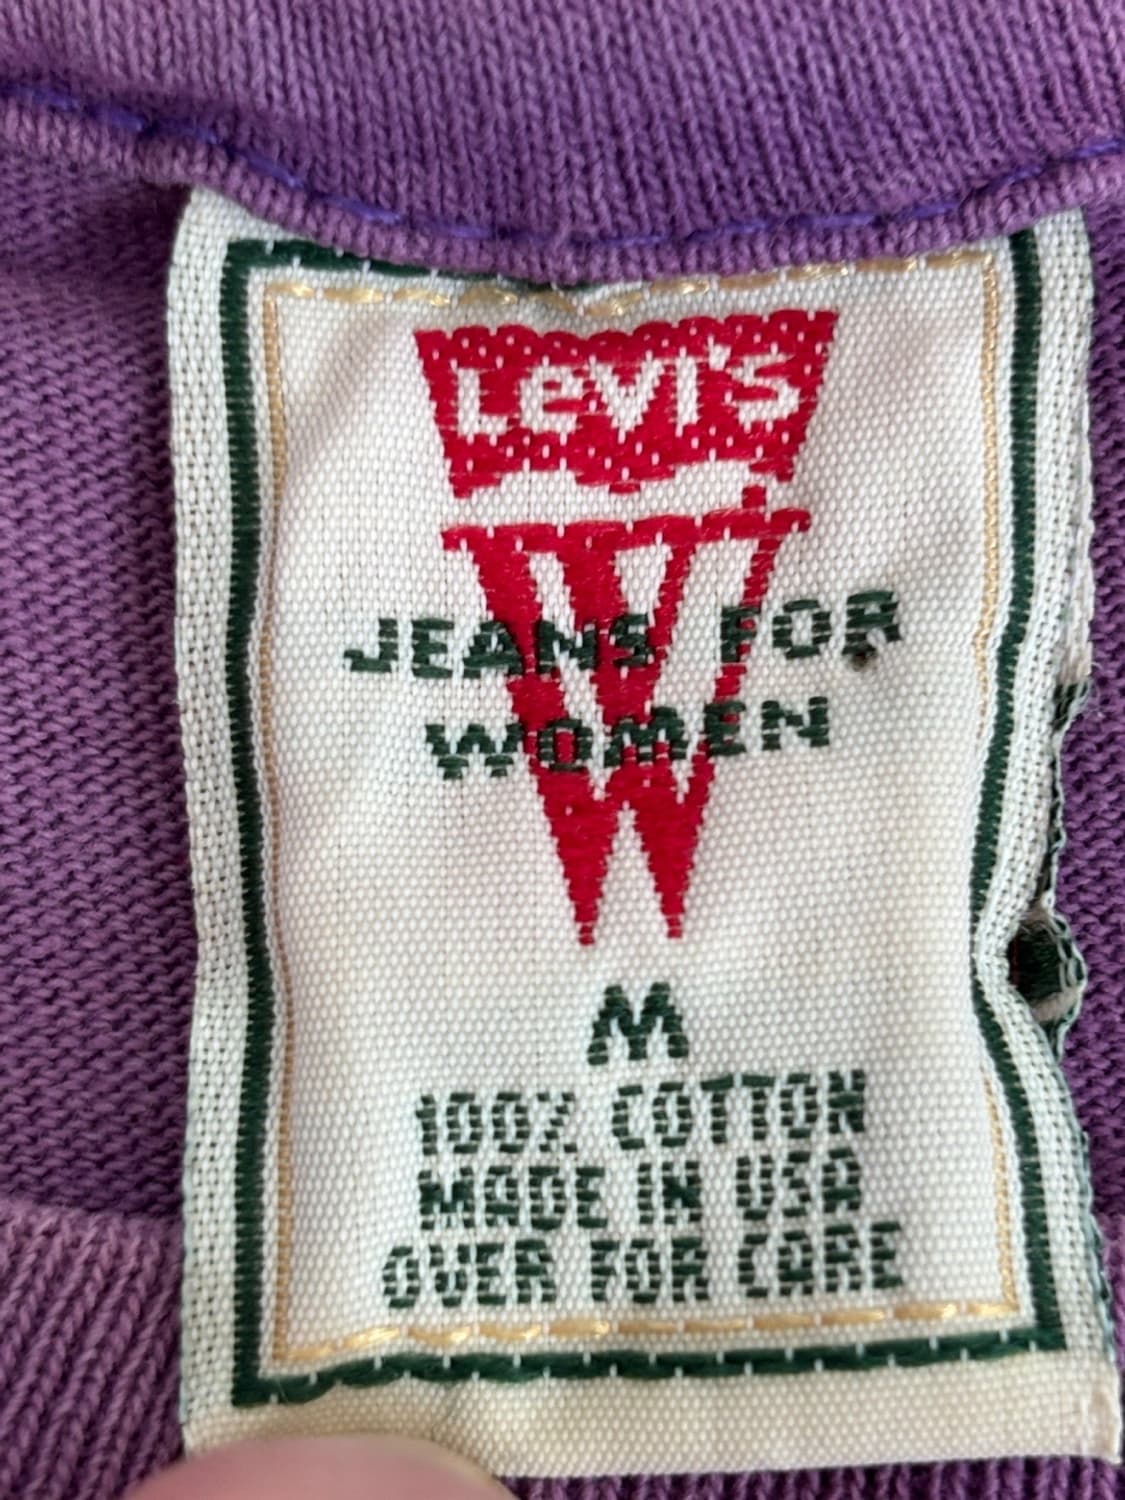 Levi's
W
JEANS FOR
WOMEN
M
100% COTTON
MADE IN USA
OVER FOR CARE